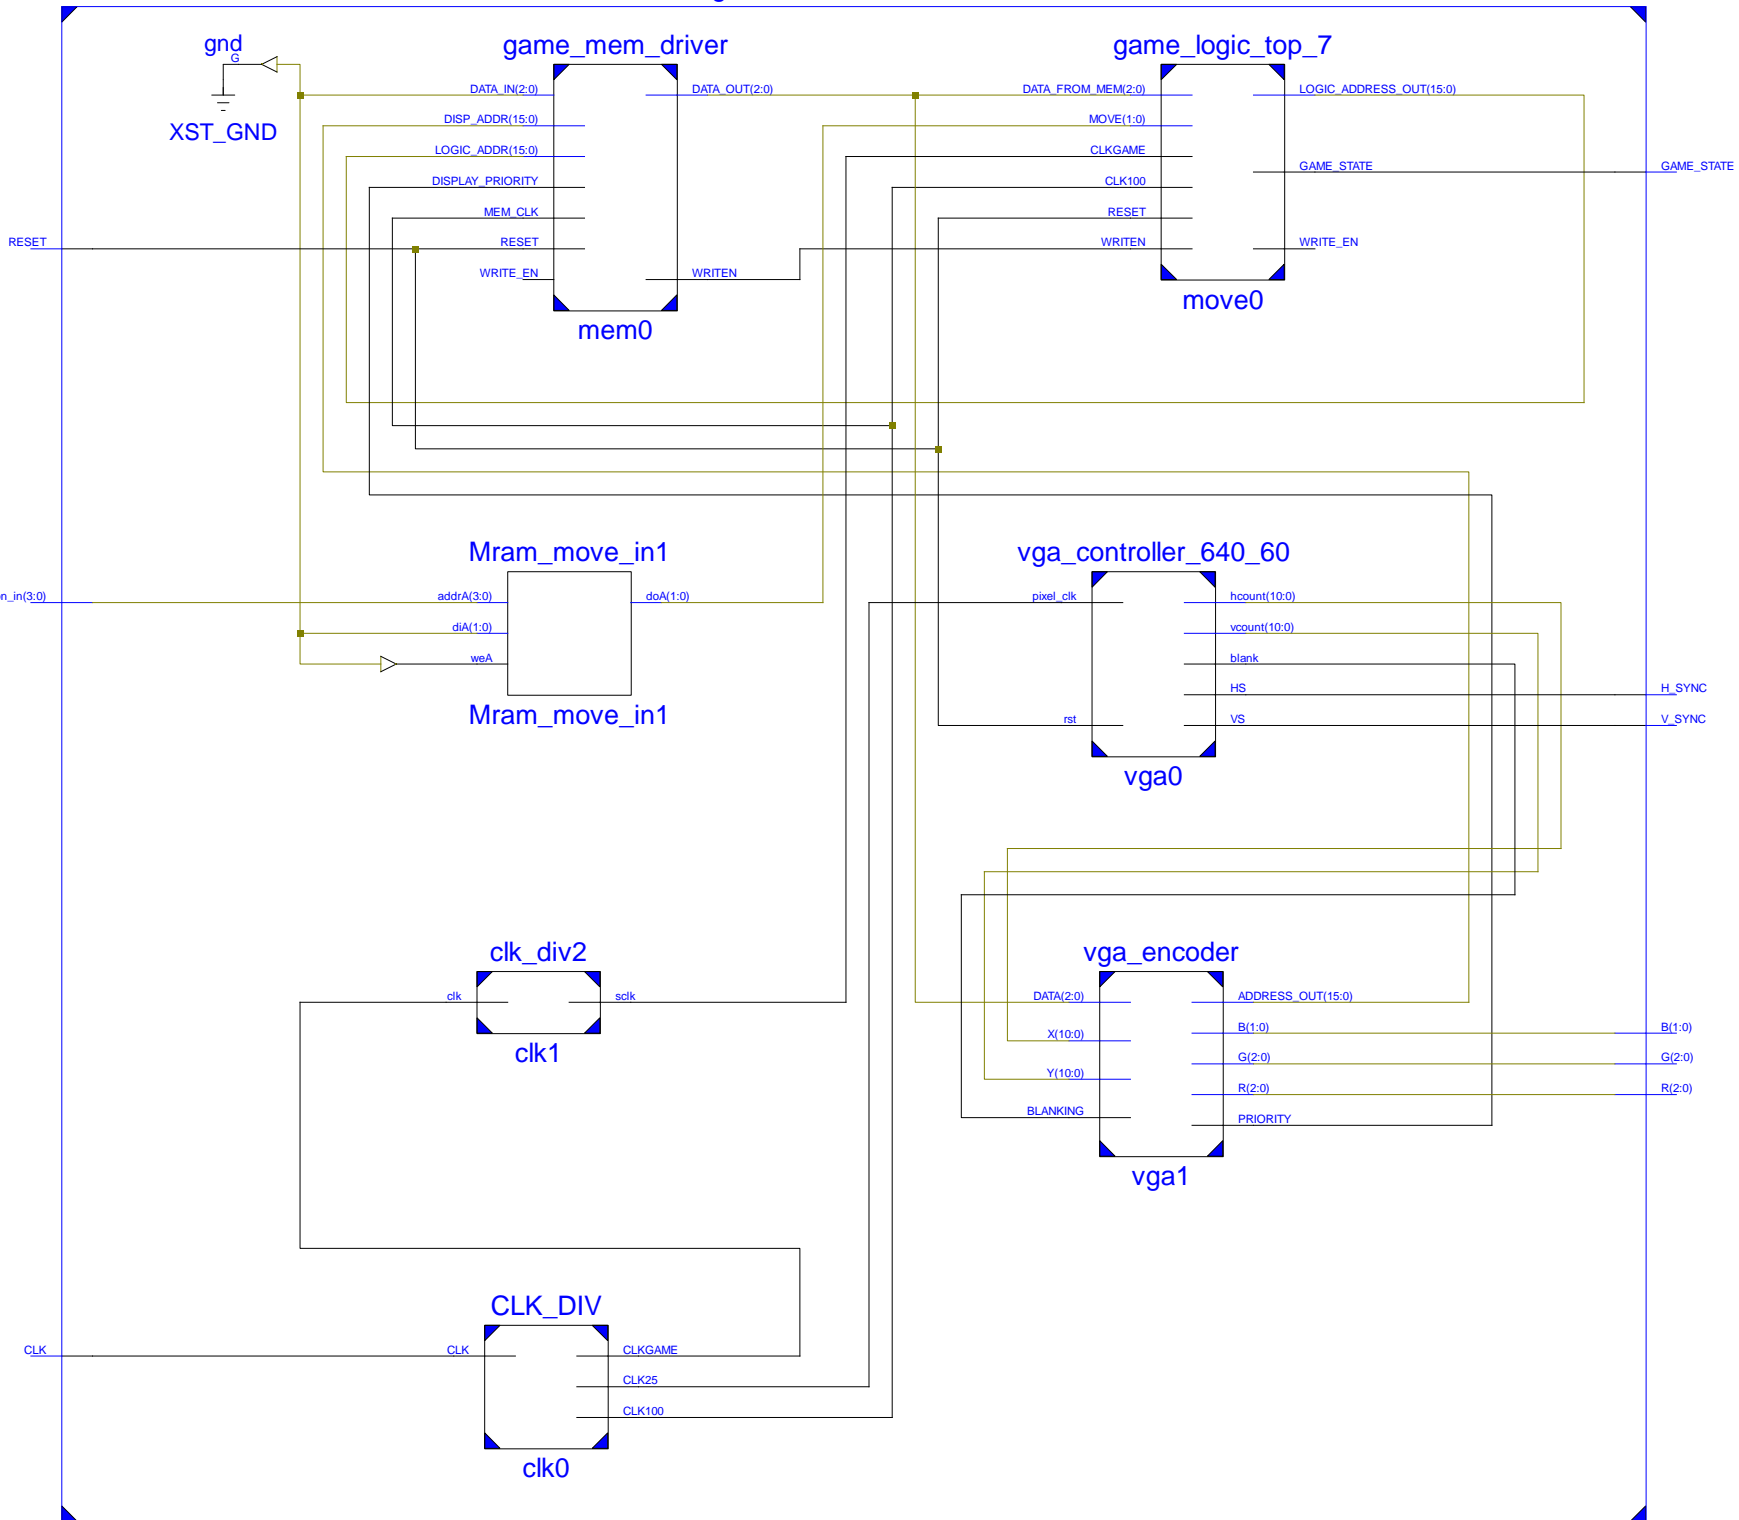 gnd
G
XST_GND
game_mem_driver
DATA_IN(2:0)
DISP_ADDR(15:0)
LOGIC_ADDR(15:0)
DISPLAY_PRIORITY
MEM_CLK
RESET
WRITE_EN
DATA_OUT(2:0)
WRITEN
mem0
game_logic_top_7
DATA_FROM_MEM(2:0)
MOVE(1:0)
CLKGAME
CLK100
RESET
WRITEN
LOGIC_ADDRESS_OUT(15:0)
GAME_STATE
WRITE_EN
move0
GAME_STATE
RESET
Mram_move_in1
n_in(3:0)
addrA(3:0)
diA(1:0)
weA
doA(1:0)
Mram_move_in1
vga_controller_640_60
pixel_clk
rst
hcount(10:0)
vcount(10:0)
blank
HS
VS
vga0
H_SYNC
V_SYNC
clk_div2
clk
sclk
clk1
vga_encoder
DATA(2:0)
X(10:0)
Y(10:0)
BLANKING
ADDRESS_OUT(15:0)
B(1:0)
G(2:0)
R(2:0)
PRIORITY
vga1
B(1:0)
G(2:0)
R(2:0)
CLK_DIV
CLK
CLK
CLKGAME
CLK25
CLK100
clk0